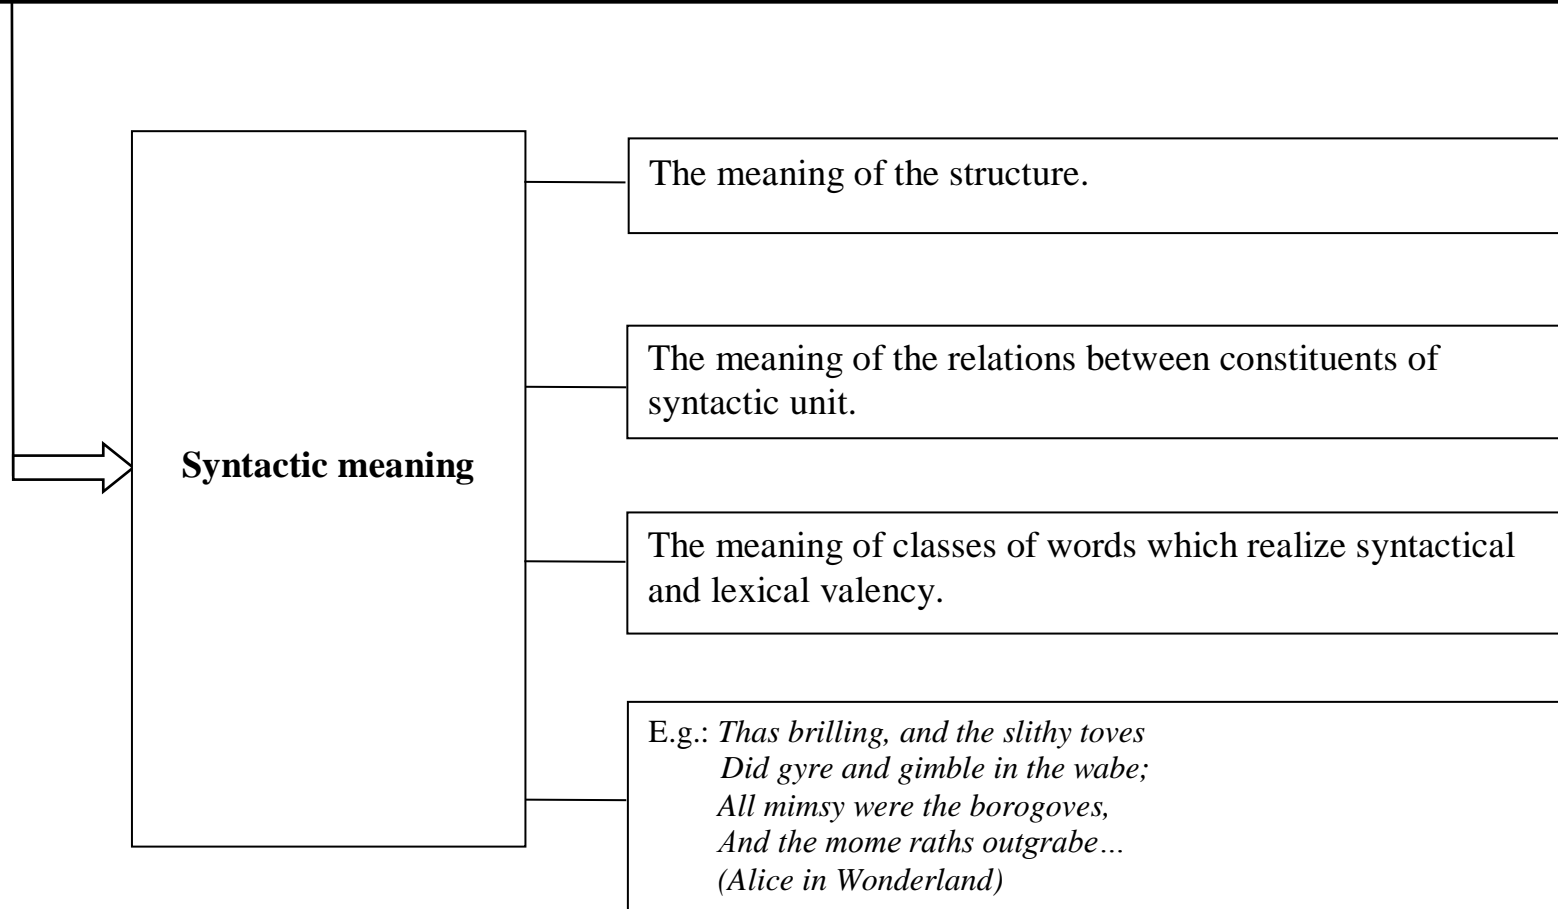 The meaning of the structure.
The meaning of the relations between constituents of
syntactic unit.
Syntactic meaning
The meaning of classes of words which realize syntactical
and lexical valency.
E.g.: Thas brilling, and the slithy toves
Did gyre and gimble in the wabe;
All mimsy were the borogoves,
And the mome raths outgrabe…
(Alice in Wonderland)